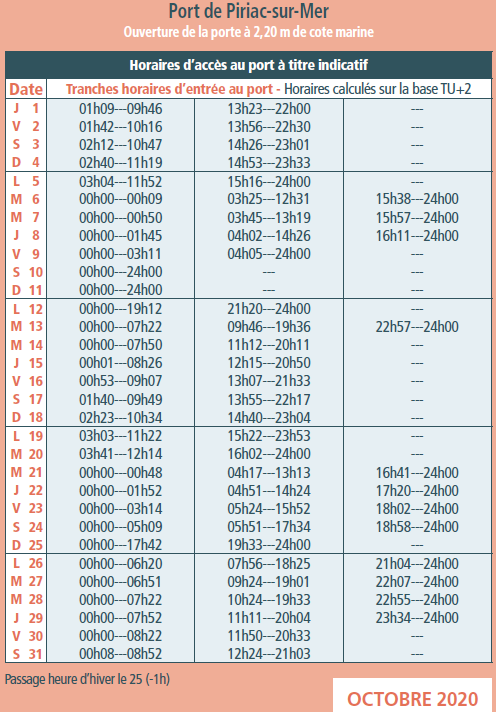 Port de Piriac-sur-Mer
Ouverture de la porte à 2,20 m de cote marine
Horaires d'accès au port à titre indicatif
Date Tranches horaires d'entrée au port - Horaires calculés sur la base TU+2
J 1 01h09---09h46 13h23---22h00 ---
V 2 01h42---10h16 13h56---22h30 ---
S 3 02h12---10h47 14h26---23h01 ---
D 4 02h40---11h19 14h53---23h33 ---
L 5 03h04---11h52 15h16---24h00 ---
M 6 00h00---00h09 03h25---12h31 15h38---24h00
M 7 00h00---00h50 03h45---13h19 15h57---24h00
J 8 00h00---01h45 04h02---14h26 16h11---24h00
V 9 00h00---03h11 04h05---24h00 ---
S 10 00h00---24h00 --- ---
D 11 00h00---24h00 --- ---
L 12 00h00---19h12 21h20---24h00 ---
M 13 00h00---07h22 09h46---19h36 22h57---24h00
M 14 00h00---07h50 11h12---20h11 ---
J 15 00h01---08h26 12h15---20h50 ---
V 16 00h53---09h07 13h07---21h33 ---
S 17 01h40---09h49 13h55---22h17 ---
D 18 02h23---10h34 14h40---23h04 ---
L 19 03h03---11h22 15h22---23h53 ---
M 20 03h41---12h14 16h02---24h00 ---
M 21 00h00---00h48 04h17---13h13 16h41---24h00
J 22 00h00---01h52 04h51---14h24 17h20---24h00
V 23 00h00---03h14 05h24---15h52 18h02---24h00
S 24 00h00---05h09 05h51---17h34 18h58---24h00
D 25 00h00---17h42 19h33---24h00 ---
L 26 00h00---06h20 07h56---18h25 21h04---24h00
M 27 00h00---06h51 09h24---19h01 22h07---24h00
M 28 00h00---07h22 10h24---19h33 22h55---24h00
J 29 00h00---07h52 11h11---20h04 23h34---24h00
V 30 00h00---08h22 11h50---20h33 ---
S 31 00h08---08h52 12h24---21h03 ---
Passage heure d'hiver le 25 (-1h)
OCTOBRE 2020